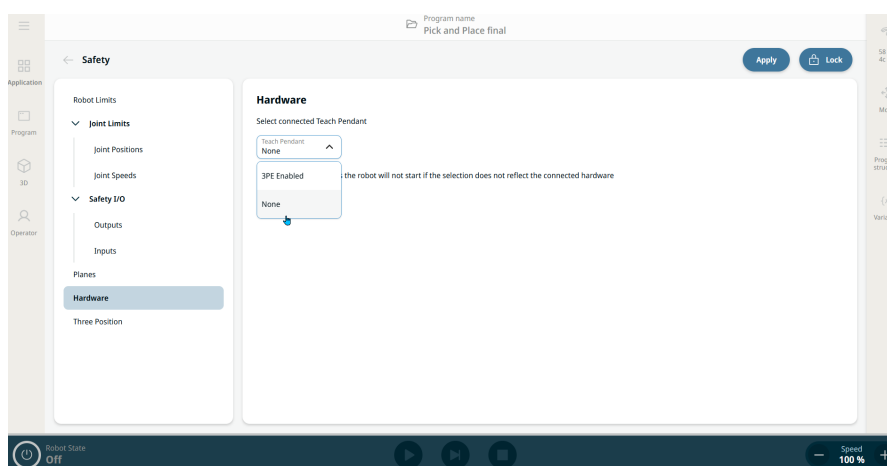 Program name
Pick and Place final
Safety
Apply
Lock
Application
Program
3D
Operator
Robot Limits
Joint Limits
Joint Positions
Joint Speeds
Safety I/O
Outputs
Inputs
Planes
Hardware
Three Position
Hardware
Select connected Teach Pendant
Teach Pendant
None
3PE Enabled
the robot will not start if the selection does not reflect the connected hardware
None
Robot State
Off
Speed
100 %